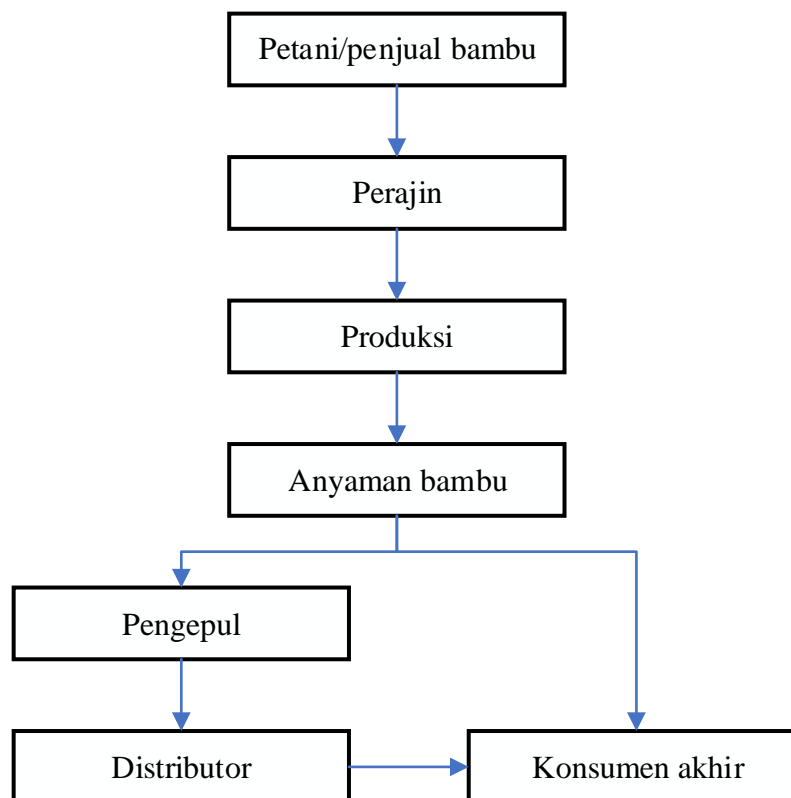 Petani/penjual bambu
Perajin
Produksi
Anyaman bambu
Pengepul
Distributor
Konsumen akhir